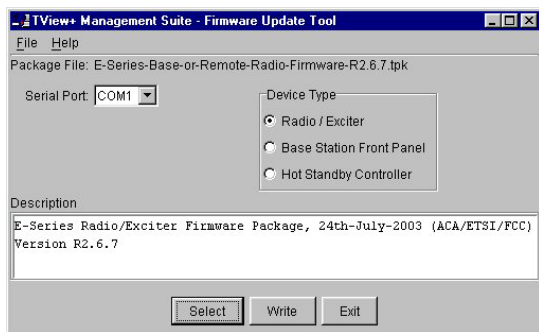 TView+ Management Suite - Firmware Update Tool
File Help
Package File: E-Series-Base-or-Remote-Radio-Firmware-R2.6.7.tpk
Serial Port: COM1
Device Type
Radio / Exciter
Base Station Front Panel
Hot Standby Controller
Description
E-Series Radio/Exciter Firmware Package, 24th-July-2003 (ACA/ETSI/FCC)
Version R2.6.7
Select Write Exit